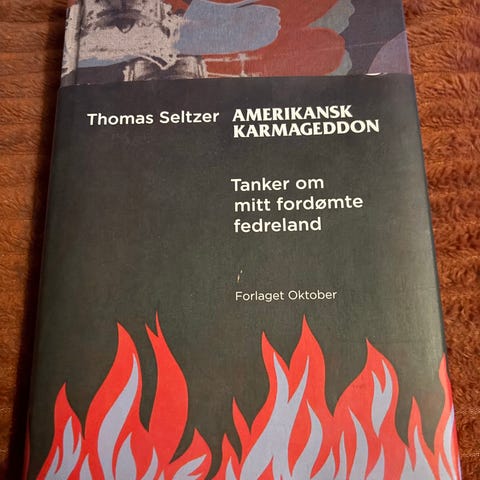 Thomas Seltzer AMERIKANSK
KARMAGEDDON
Tanker om
mitt fordømte
fedreland
Forlaget Oktober